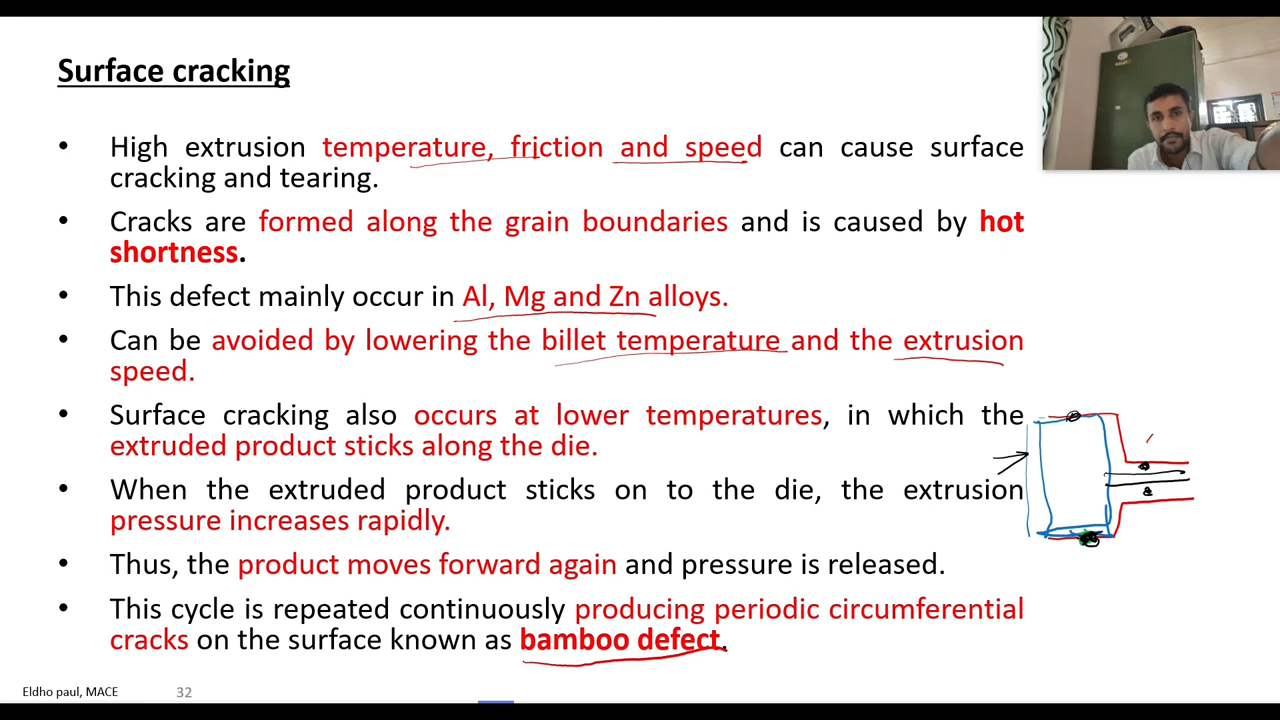 Surface cracking
• High extrusion temperature, friction and speed can cause surface
cracking and tearing.
• Cracks are formed along the grain boundaries and is caused by hot
shortness.
• This defect mainly occur in Al, Mg and Zn alloys.
• Can be avoided by lowering the billet temperature and the extrusion
speed.
• Surface cracking also occurs at lower temperatures, in which the
extruded product sticks along the die.
• When the extruded product sticks on to the die, the extrusion
pressure increases rapidly.
• Thus, the product moves forward again and pressure is released.
• This cycle is repeated continuously producing periodic circumferential
cracks on the surface known as bamboo defect.
Eldho paul, MACE
32